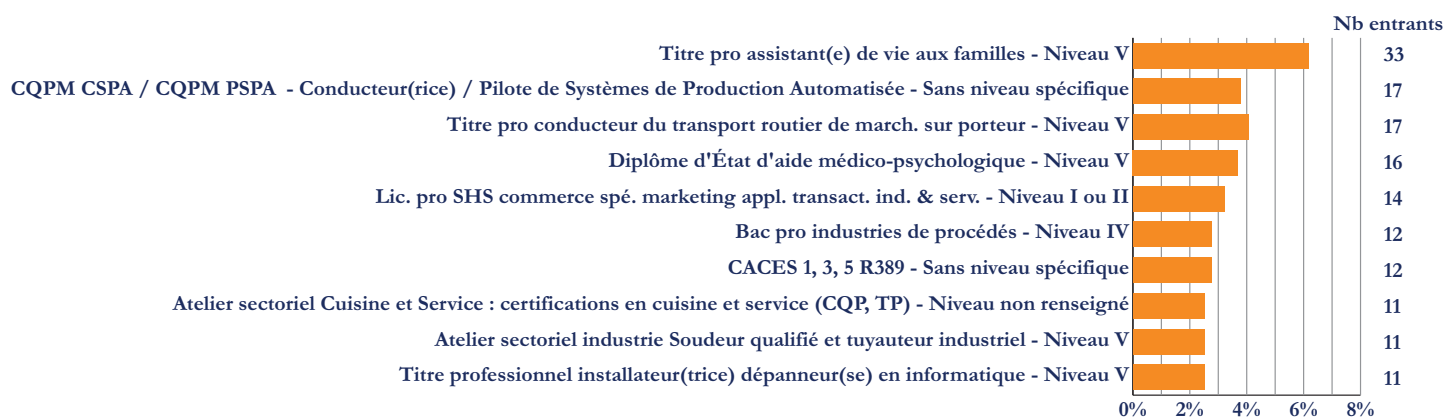 Nb entrants
Titre pro assistant(e) de vie aux familles - Niveau V 33
CQPM CSPA / CQPM PSPA - Conducteur(rice) / Pilote de Systèmes de Production Automatisée - Sans niveau spécifique 17
Titre pro conducteur du transport routier de march. sur porteur - Niveau V 17
Diplôme d'État d'aide médico-psychologique - Niveau V 16
Lic. pro SHS commerce spé. marketing appl. transact. ind. & serv. - Niveau I ou II 14
Bac pro industries de procédés - Niveau IV 12
CACES 1, 3, 5 R389 - Sans niveau spécifique 12
Atelier sectoriel Cuisine et Service : certifications en cuisine et service (CQP, TP) - Niveau non renseigné 11
Atelier sectoriel industrie Soudeur qualifié et tuyauteur industriel - Niveau V 11
Titre professionnel installateur(trice) dépanneur(se) en informatique - Niveau V 11
0% 2% 4% 6% 8%